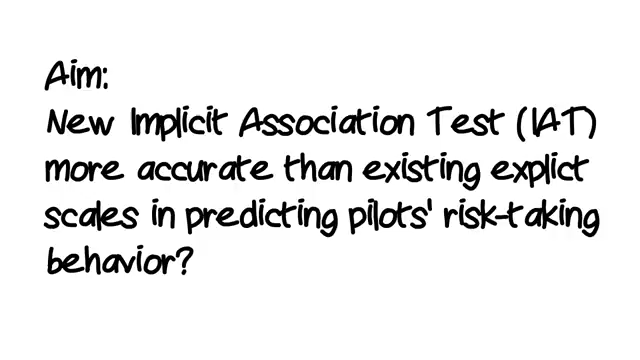 Aim:
New Implicit Association Test (IAT)
more accurate than existing explict
scales in predicting pilots' risk-taking
behavior?